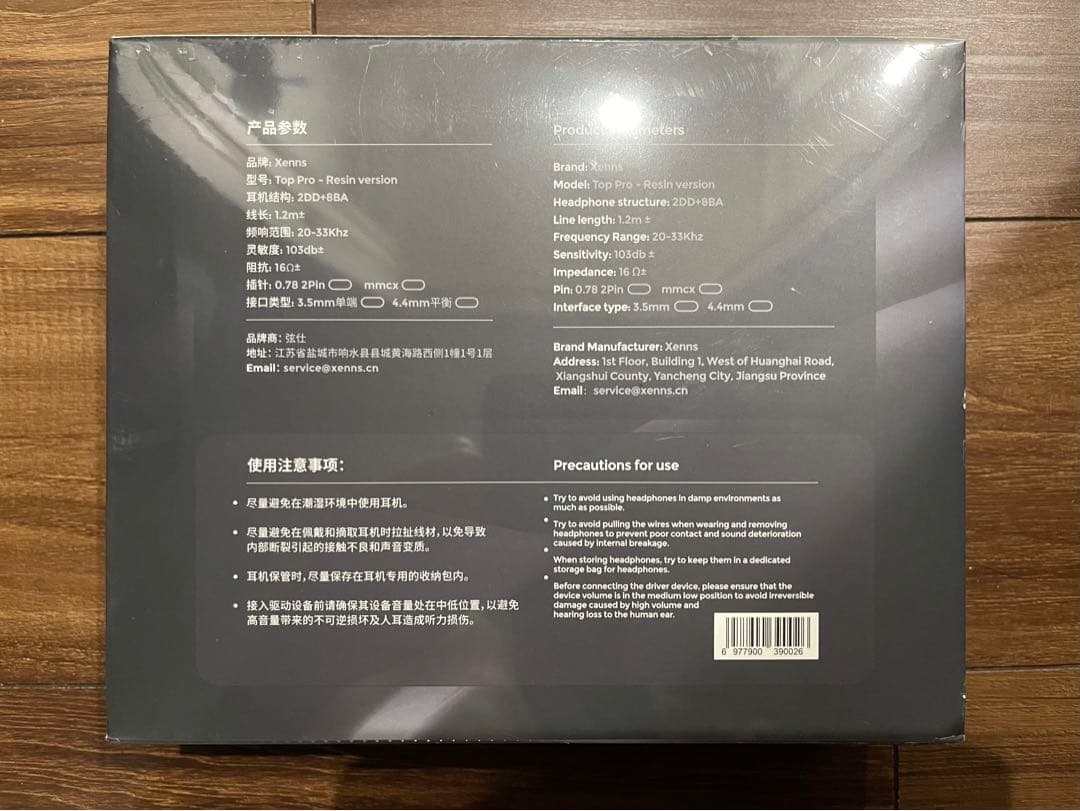 产品参数
品牌: Xenns
型号: Top Pro - Resin version
耳机结构: 2DD+8BA
线长: 1.2m±
频响范围: 20-33Khz
灵敏度: 103db±
阻抗: 16Ω±
插针: 0.78 2Pin mmcx
接口类型: 3.5mm单端 4.4mm平衡
品牌商: 弦仕
地址: 江苏省盐城市响水县县城黄海路西侧1幢1号1层
Email: service@xenns.cn
Product
Brand: Xenns
Model: Top Pro - Resin version
Headphone structure: 2DD+8BA
Line length: 1.2m ±
Frequency Range: 20-33Khz
Sensitivity: 103db ±
Impedance: 16 Ω±
Pin: 0.78 2Pin mmcx
Interface type: 3.5mm 4.4mm
Brand Manufacturer: Xenns
Address: 1st Floor, Building 1, West of Huanghai Road,
Xiangshui County, Yancheng City, Jiangsu Province
Email: service@xenns.cn
使用注意事项:
• 尽量避免在潮湿环境中使用耳机。
• 尽量避免在佩戴和摘取耳机时拉扯线材, 以免导致
内部断裂引起的接触不良和声音变质。
• 耳机保管时, 尽量保存在耳机专用的收纳包内。
• 接入驱动设备前请确保其设备音量处在中低位置, 以避免
高音量带来的不可逆损坏及人耳造成听力损伤。
Precautions for use
• Try to avoid using headphones in damp environments as
much as possible.
• Try to avoid pulling the wires when wearing and removing
headphones to prevent poor contact and sound deterioration
caused by internal breakage.
• When storing headphones, try to keep them in a dedicated
storage bag for headphones.
• Before connecting the driver device, please ensure that the
device volume is in the medium low position to avoid irreversible
damage caused by high volume and
hearing loss to the human ear.
6 977900 390026